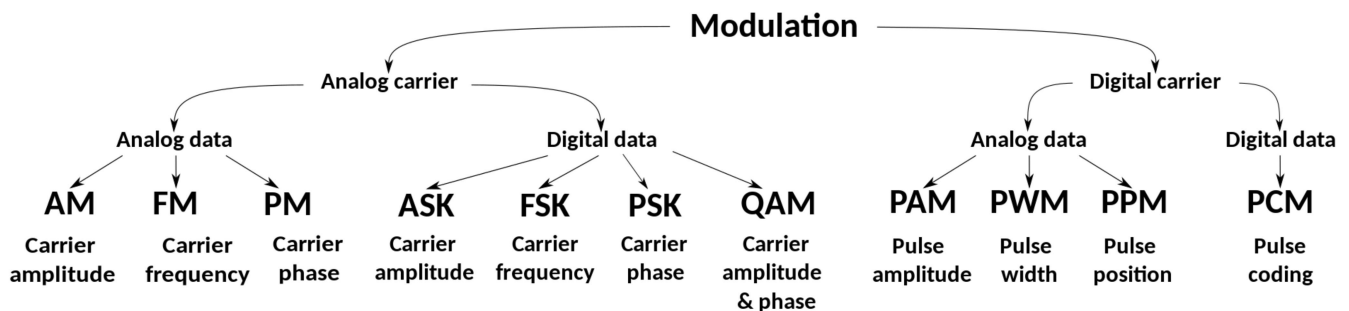 Modulation
Analog carrier
Digital carrier
Analog data
Digital data
Analog data
Digital data
AM
FM
PM
ASK
FSK
PSK
QAM
PAM
PWM
PPM
PCM
Carrier
amplitude
Carrier
frequency
Carrier
phase
Carrier
amplitude
Carrier
frequency
Carrier
phase
Carrier
amplitude
& phase
Pulse
amplitude
Pulse
width
Pulse
position
Pulse
coding